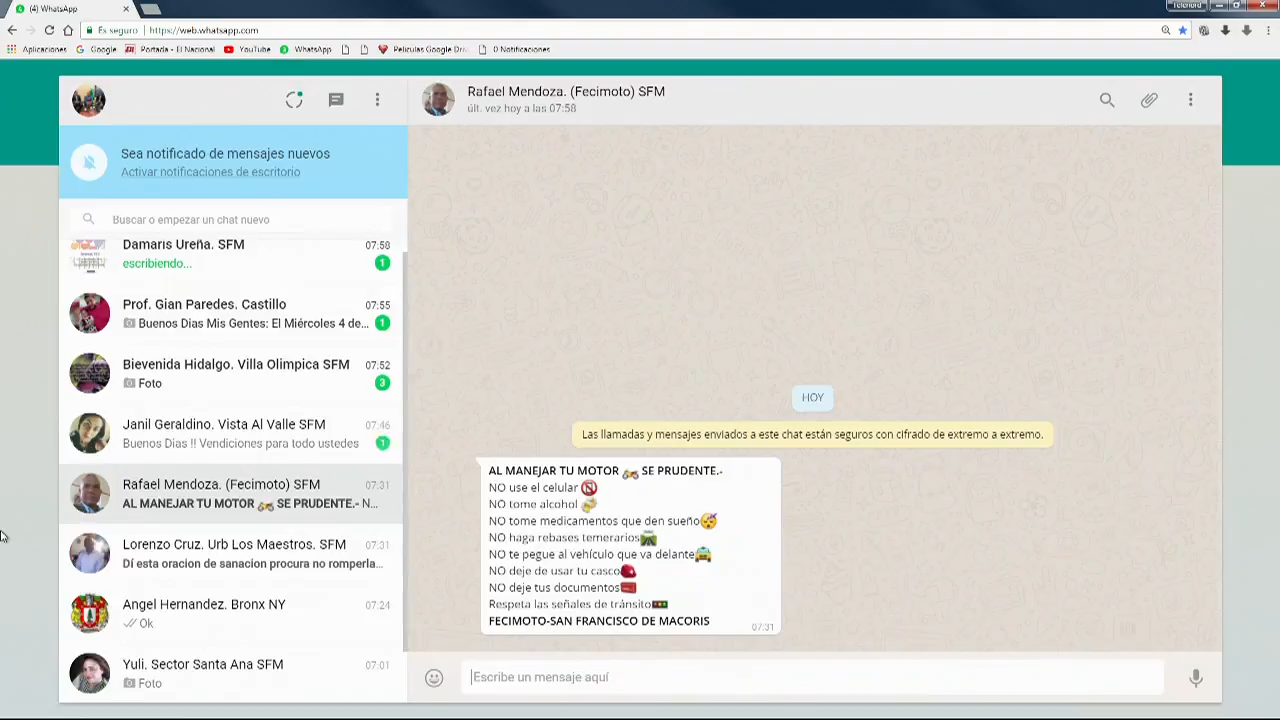 (4) WhatsApp
Telenord
Es seguro
https://web.whatsapp.com
Aplicaciones
Google
Portada - El Nacional
YouTube
WhatsApp
Peliculas Google Dri
0 Notificaciones
Rafael Mendoza. (Fecimoto) SFM
últ. vez hoy a las 07:58
Sea notificado de mensajes nuevos
Activar notificaciones de escritorio
Buscar o empezar un chat nuevo
Damaris Ureña. SFM 07:58
escribiendo... 1
Prof. Gian Paredes. Castillo 07:55
Buenos Dias Mis Gentes: El Miércoles 4 de... 1
Bievenida Hidalgo. Villa Olimpica SFM 07:52
Foto 3
Janil Geraldino. Vista Al Valle SFM 07:46
Buenos Dias !! Vendiciones para todo ustedes 1
Rafael Mendoza. (Fecimoto) SFM 07:31
AL MANEJAR TU MOTOR 🏍 SE PRUDENTE.- N...
Lorenzo Cruz. Urb Los Maestros. SFM 07:31
Dí esta oracion de sanacion procura no romperla...
Angel Hernandez. Bronx NY 07:24
Ok
Yuli. Sector Santa Ana SFM 07:01
Foto
HOY
Las llamadas y mensajes enviados a este chat están seguros con cifrado de extremo a extremo.
AL MANEJAR TU MOTOR 🏍 SE PRUDENTE.-
NO use el celular 📵
NO tome alcohol 🍻
NO tome medicamentos que den sueño😴
NO haga rebases temerarios🛣
NO te pegue al vehículo que va delante🚖
NO deje de usar tu casco⛑
NO deje tus documentos🎫
Respeta las señales de tránsito🚥
FECIMOTO-SAN FRANCISCO DE MACORIS
07:31
Escribe un mensaje aquí